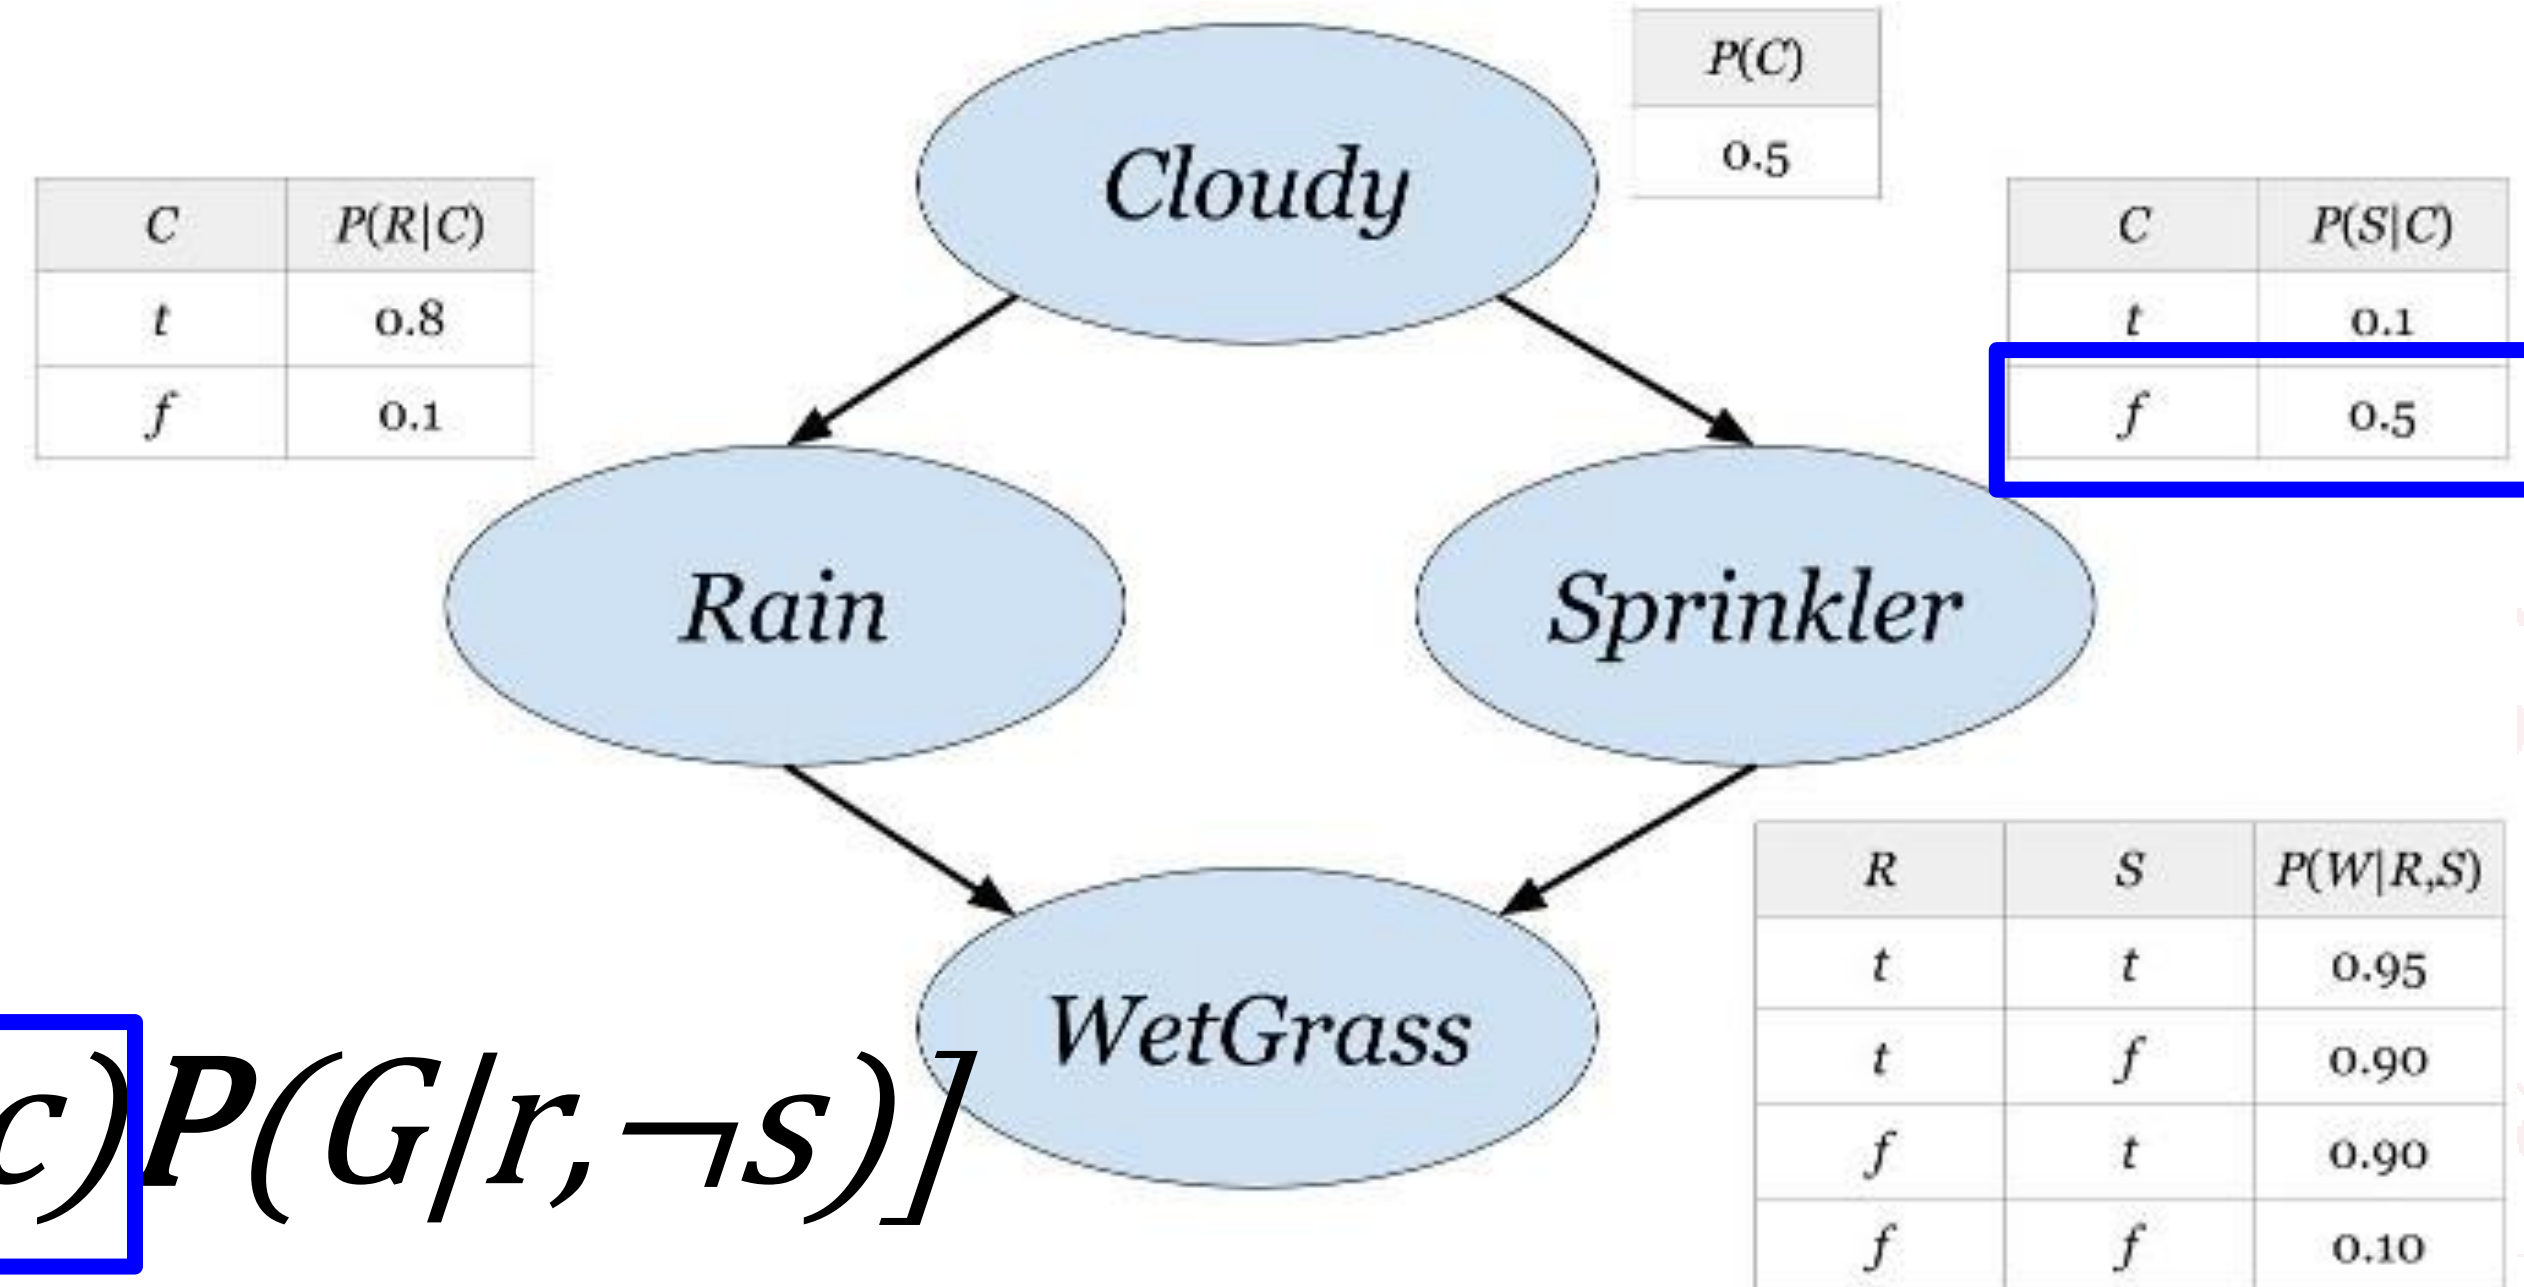 P(C)
0.5
Cloudy
C P(R|C)
t 0.8
f 0.1
C P(S|C)
t 0.1
f 0.5
Rain
Sprinkler
WetGrass
R S P(W|R,S)
t t 0.95
t f 0.90
f t 0.90
f f 0.10
c)P(G|r,¬s)]